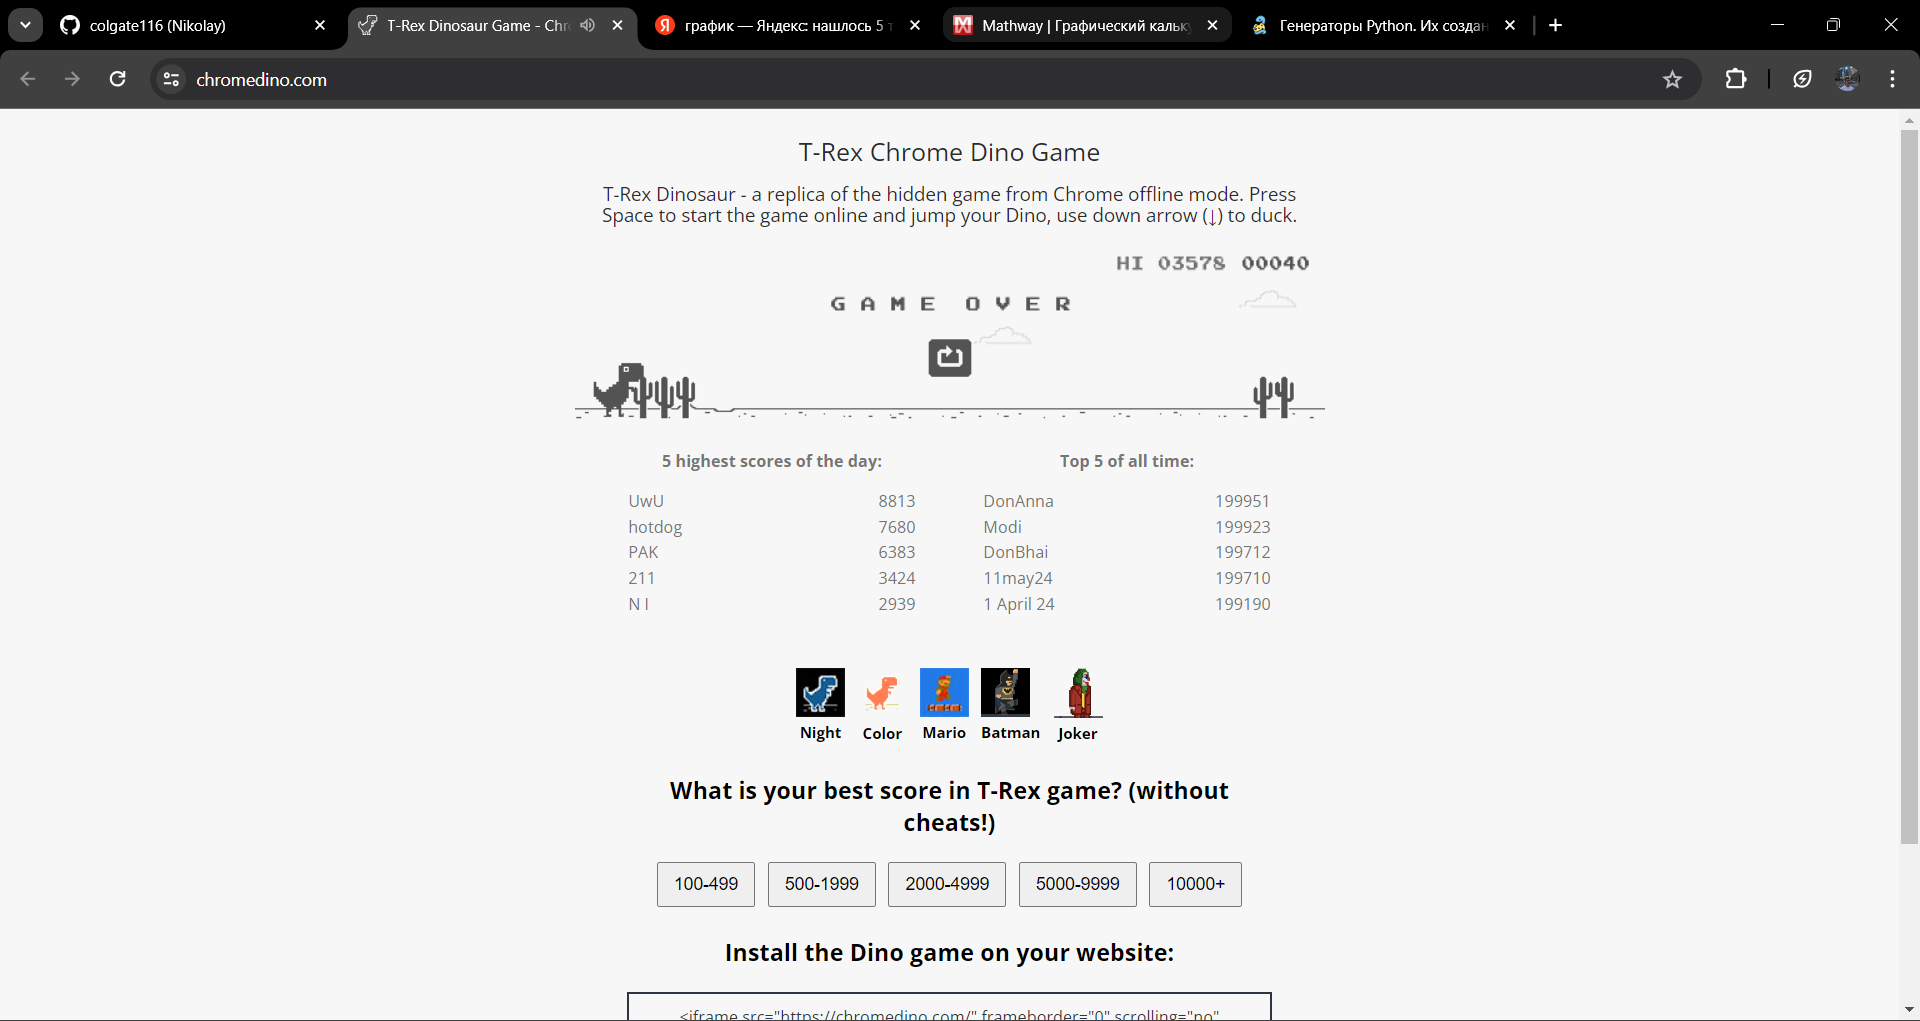 colgate116 (Nikolay)
T-Rex Dinosaur Game - Chr
график — Яндекс: нашлось 5 т
Mathway | Графический кальку
Генераторы Python. Их создан
chromedino.com
T-Rex Chrome Dino Game
T-Rex Dinosaur - a replica of the hidden game from Chrome offline mode. Press
Space to start the game online and jump your Dino, use down arrow (↓) to duck.
HI 03578 00040
GAME OVER
5 highest scores of the day:
UwU 8813
hotdog 7680
PAK 6383
211 3424
N I 2939
Top 5 of all time:
DonAnna 199951
Modi 199923
DonBhai 199712
11may24 199710
1 April 24 199190
Night
Color
Mario
Batman
Joker
What is your best score in T-Rex game? (without
cheats!)
100-499
500-1999
2000-4999
5000-9999
10000+
Install the Dino game on your website:
<iframe src="https://chromedino.com/" frameborder="0" scrolling="no"